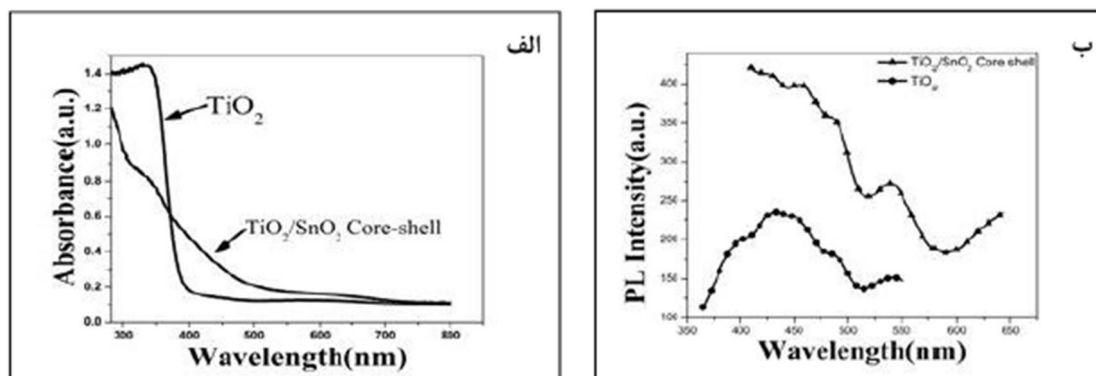 الف
Absorbance(a.u.)
1.4
1.2
1.0
0.8
0.6
0.4
0.2
0.0
TiO2
TiO2/SnO2 Core-shell
300 400 500 600 700 800
Wavelength(nm)
ب
PL Intensity(a.u.)
400
350
300
250
200
150
100
TiO2/SnO2 Core shell
350 400 450 500 550 600 650
Wavelength(nm)